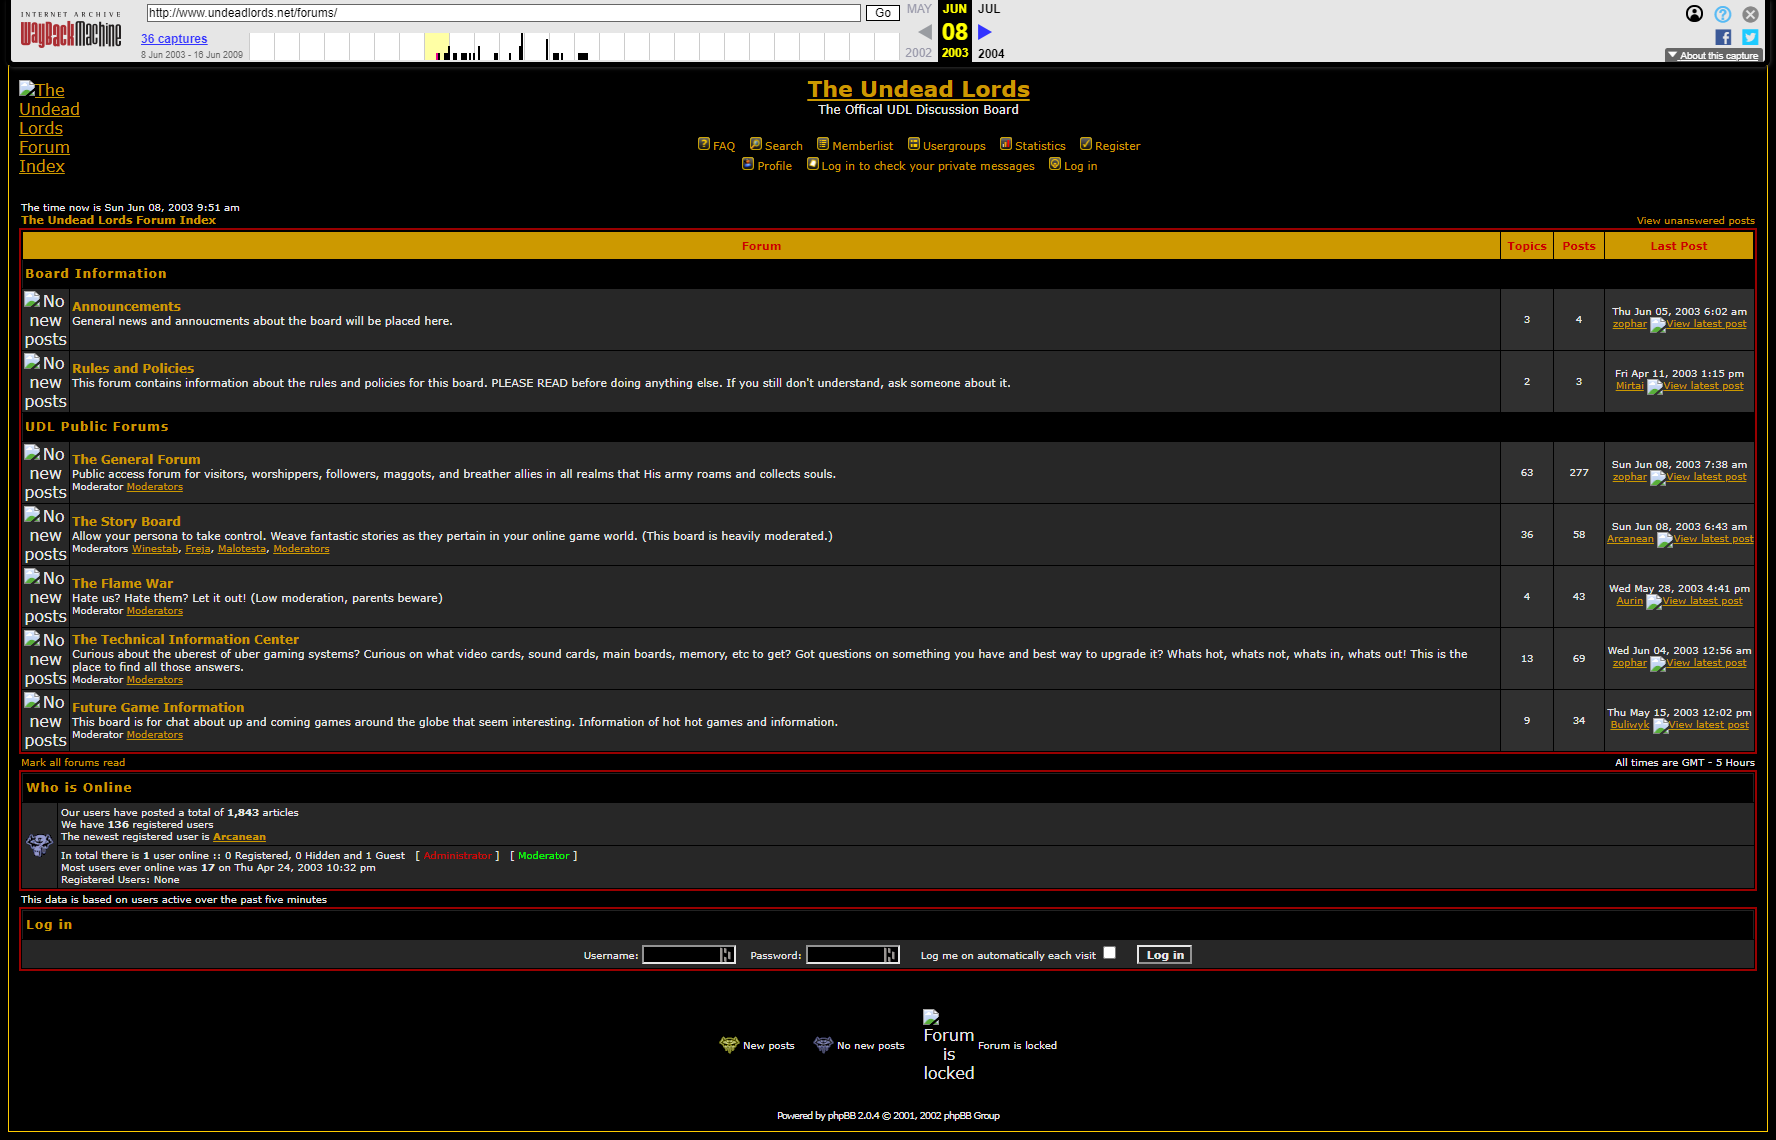 INTERNET ARCHIVE
WayBackMachine
http://www.undeadlords.net/forums/
Go
36 captures
8 Jun 2003 - 16 Jun 2009
MAY JUN JUL
08
2002 2003 2004
About this capture
The Undead Lords Forum Index
The Undead Lords
The Offical UDL Discussion Board
FAQ Search Memberlist Usergroups Statistics Register
Profile Log in to check your private messages Log in
The time now is Sun Jun 08, 2003 9:51 am
The Undead Lords Forum Index
View unanswered posts
Forum Topics Posts Last Post
Board Information
No new posts
Announcements
General news and annoucments about the board will be placed here.
3 4
Thu Jun 05, 2003 6:02 am
zophar View latest post
No new posts
Rules and Policies
This forum contains information about the rules and policies for this board. PLEASE READ before doing anything else. If you still don't understand, ask someone about it.
2 3
Fri Apr 11, 2003 1:15 pm
Mirtai View latest post
UDL Public Forums
No new posts
The General Forum
Public access forum for visitors, worshippers, followers, maggots, and breather allies in all realms that His army roams and collects souls.
Moderator Moderators
63 277
Sun Jun 08, 2003 7:38 am
zophar View latest post
No new posts
The Story Board
Allow your persona to take control. Weave fantastic stories as they pertain in your online game world. (This board is heavily moderated.)
Moderators Winestab, Freja, Malotesta, Moderators
36 58
Sun Jun 08, 2003 6:43 am
Arcanean View latest post
No new posts
The Flame War
Hate us? Hate them? Let it out! (Low moderation, parents beware)
Moderator Moderators
4 43
Wed May 28, 2003 4:41 pm
Aurin View latest post
No new posts
The Technical Information Center
Curious about the uberest of uber gaming systems? Curious on what video cards, sound cards, main boards, memory, etc to get? Got questions on something you have and best way to upgrade it? Whats hot, whats not, whats in, whats out! This is the
place to find all those answers.
Moderator Moderators
13 69
Wed Jun 04, 2003 12:56 am
zophar View latest post
No new posts
Future Game Information
This board is for chat about up and coming games around the globe that seem interesting. Information of hot hot games and information.
Moderator Moderators
9 34
Thu May 15, 2003 12:02 pm
Buliwyk View latest post
Mark all forums read
All times are GMT - 5 Hours
Who is Online
Our users have posted a total of 1,843 articles
We have 136 registered users
The newest registered user is Arcanean
In total there is 1 user online :: 0 Registered, 0 Hidden and 1 Guest [ Administrator ] [ Moderator ]
Most users ever online was 17 on Thu Apr 24, 2003 10:32 pm
Registered Users: None
This data is based on users active over the past five minutes
Log in
Username: Password: Log me on automatically each visit Log in
New posts No new posts Forum is locked Forum is locked
Powered by phpBB 2.0.4 © 2001, 2002 phpBB Group